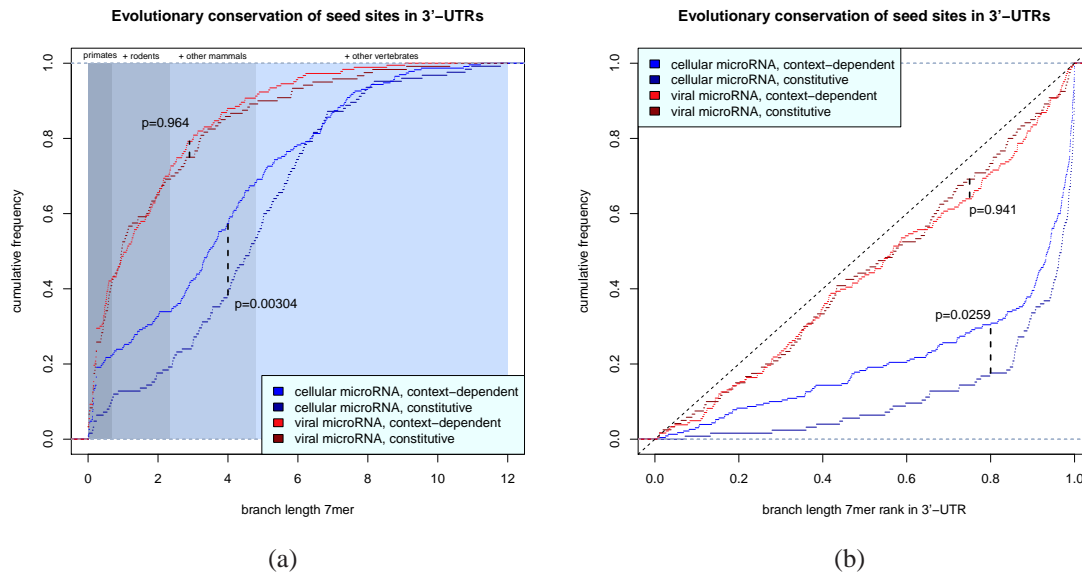 Evolutionary conservation of seed sites in 3'−UTRs
primates
+ rodents
+ other mammals
+ other vertebrates
cumulative frequency
1.0
0.8
0.6
0.4
0.2
0.0
p=0.964
p=0.00304
cellular microRNA, context−dependent
cellular microRNA, constitutive
viral microRNA, context−dependent
viral microRNA, constitutive
0 2 4 6 8 10 12
branch length 7mer
(a)
Evolutionary conservation of seed sites in 3'−UTRs
cellular microRNA, context−dependent
cellular microRNA, constitutive
viral microRNA, context−dependent
viral microRNA, constitutive
cumulative frequency
1.0
0.8
0.6
0.4
0.2
0.0
p=0.941
p=0.0259
0.0 0.2 0.4 0.6 0.8 1.0
branch length 7mer rank in 3'−UTR
(b)